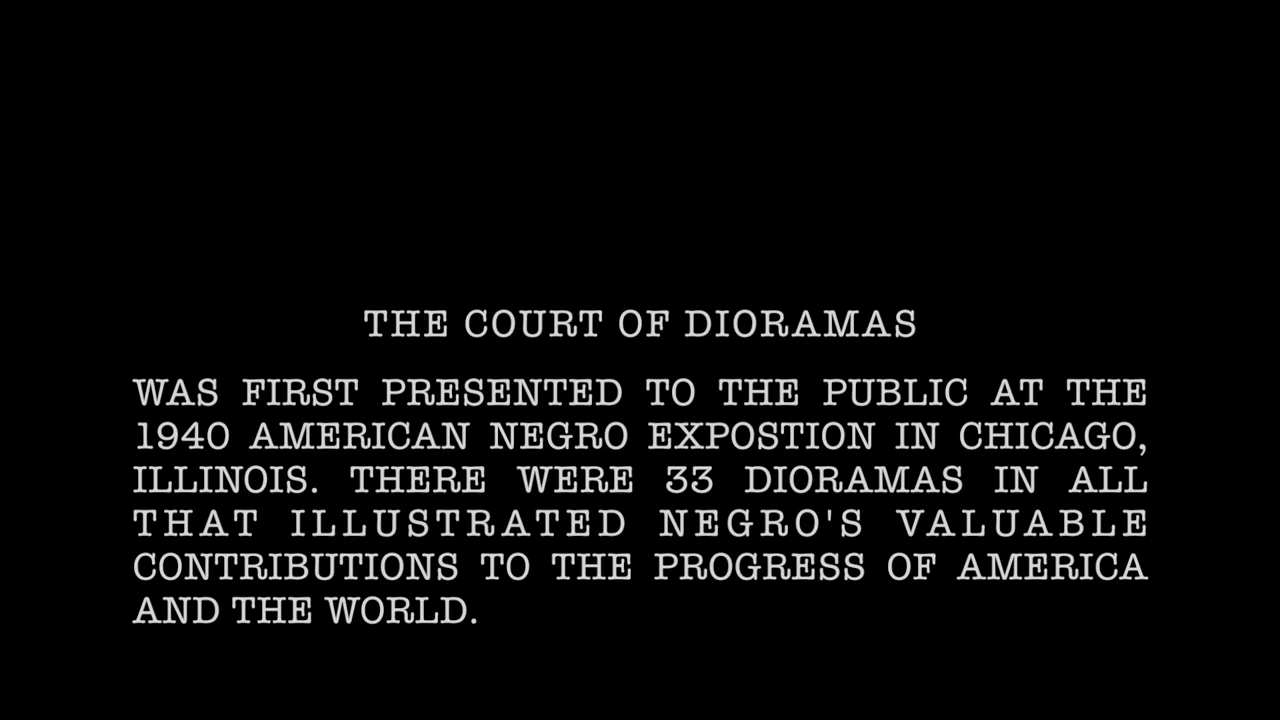 THE COURT OF DIORAMAS
WAS FIRST PRESENTED TO THE PUBLIC AT THE
1940 AMERICAN NEGRO EXPOSTION IN CHICAGO,
ILLINOIS. THERE WERE 33 DIORAMAS IN ALL
THAT ILLUSTRATED NEGRO'S VALUABLE
CONTRIBUTIONS TO THE PROGRESS OF AMERICA
AND THE WORLD.